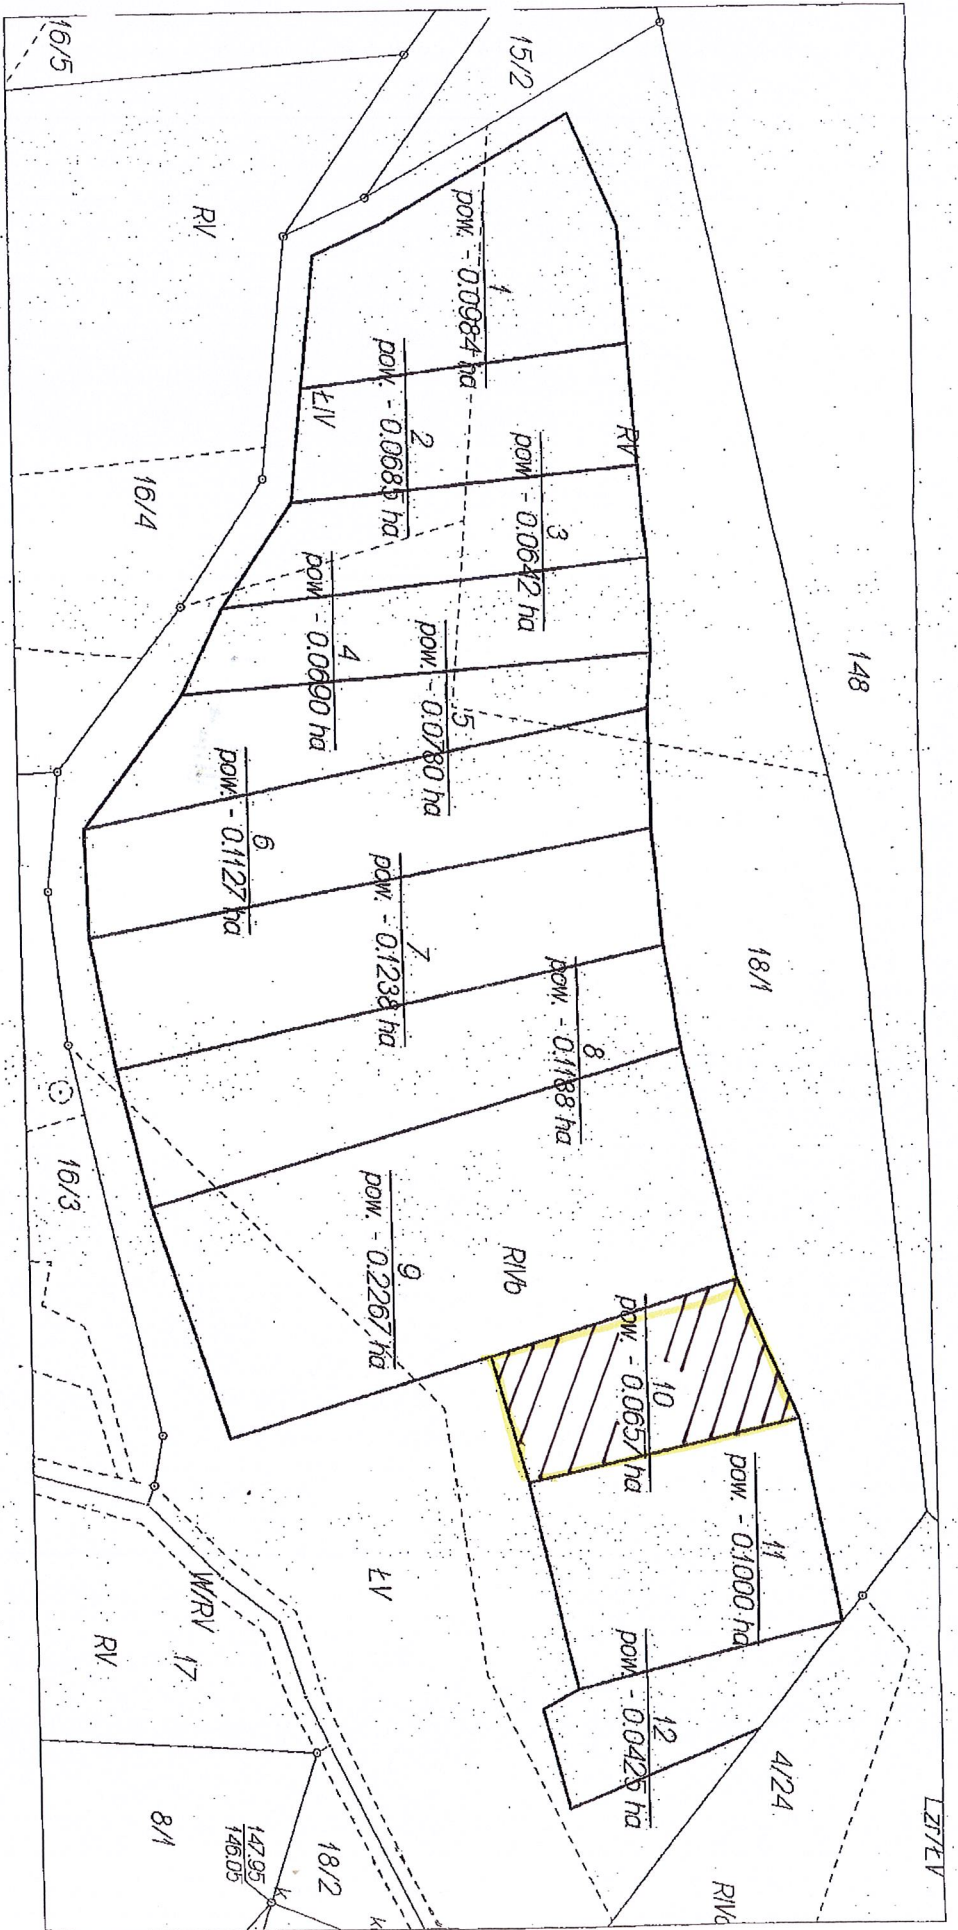 16/5
15/2
RV
1
pow. - 0.0984 ha
ŁIV
2
pow. - 0.0685 ha
RV
3
pow. - 0.0642 ha
16/4
4
pow. - 0.0690 ha
5
pow. - 0.0780 ha
148
6
pow. - 0.1127 ha
7
pow. - 0.1238 ha
8
pow. - 0.1188 ha
18/1
16/3
9
pow. - 0.2267 ha
RIVb
10
pow. - 0.0657 ha
11
pow. - 0.1000 ha
12
pow. - 0.0425 ha
ŁV
W/RV
17
RV
4/24
LZr/ŁV
8/1
18/2
147.95
146.05
k